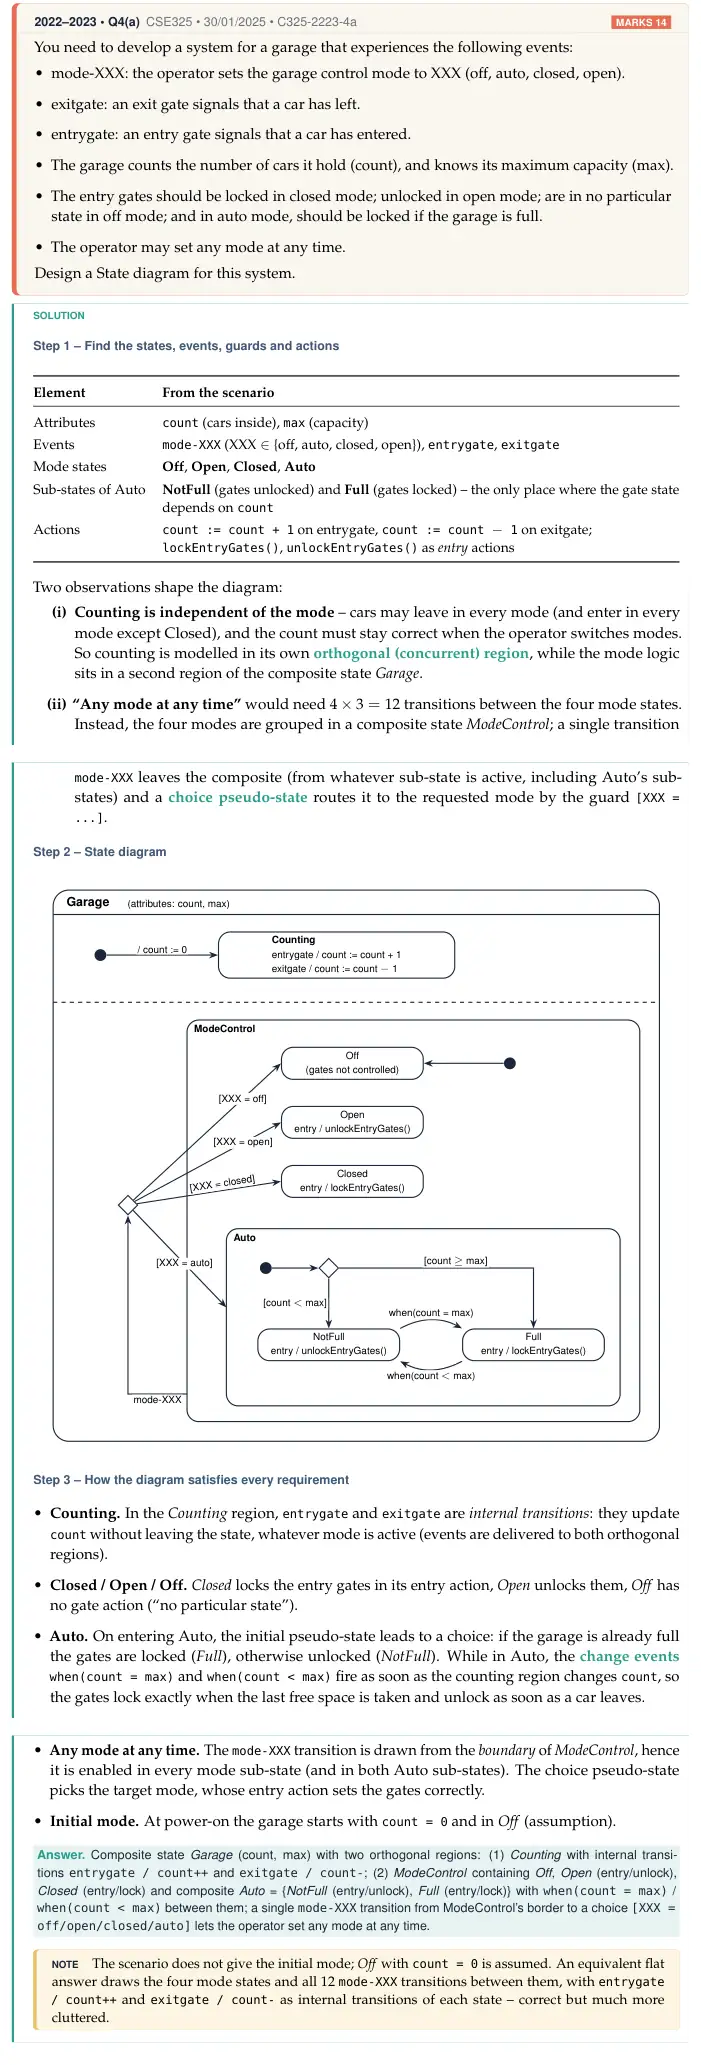 2022–2023 • Q4(a) CSE325 • 30/01/2025 • C325-2223-4a MARKS 14
You need to develop a system for a garage that experiences the following events:
• mode-XXX: the operator sets the garage control mode to XXX (off, auto, closed, open).
• exitgate: an exit gate signals that a car has left.
• entrygate: an entry gate signals that a car has entered.
• The garage counts the number of cars it hold (count), and knows its maximum capacity (max).
• The entry gates should be locked in closed mode; unlocked in open mode; are in no particular
state in off mode; and in auto mode, should be locked if the garage is full.
• The operator may set any mode at any time.
Design a State diagram for this system.
SOLUTION
Step 1 – Find the states, events, guards and actions
Element From the scenario
Attributes count (cars inside), max (capacity)
Events mode-XXX (XXX ∈ {off, auto, closed, open}), entrygate, exitgate
Mode states Off, Open, Closed, Auto
Sub-states of Auto NotFull (gates unlocked) and Full (gates locked) – the only place where the gate state
depends on count
Actions count := count + 1 on entrygate, count := count − 1 on exitgate;
lockEntryGates(), unlockEntryGates() as entry actions
Two observations shape the diagram:
(i) Counting is independent of the mode – cars may leave in every mode (and enter in every
mode except Closed), and the count must stay correct when the operator switches modes.
So counting is modelled in its own orthogonal (concurrent) region, while the mode logic
sits in a second region of the composite state Garage.
(ii) “Any mode at any time” would need 4 × 3 = 12 transitions between the four mode states.
Instead, the four modes are grouped in a composite state ModeControl; a single transition
mode-XXX leaves the composite (from whatever sub-state is active, including Auto’s sub-
states) and a choice pseudo-state routes it to the requested mode by the guard [XXX =
...].
Step 2 – State diagram
Garage (attributes: count, max)
/ count := 0
Counting
entrygate / count := count + 1
exitgate / count := count − 1
ModeControl
Off
(gates not controlled)
[XXX = off]
Open
entry / unlockEntryGates()
[XXX = open]
Closed
entry / lockEntryGates()
[XXX = closed]
Auto
[XXX = auto]
[count ≥ max]
[count < max]
when(count = max)
NotFull
entry / unlockEntryGates()
Full
entry / lockEntryGates()
when(count < max)
mode-XXX
Step 3 – How the diagram satisfies every requirement
• Counting. In the Counting region, entrygate and exitgate are internal transitions: they update
count without leaving the state, whatever mode is active (events are delivered to both orthogonal
regions).
• Closed / Open / Off. Closed locks the entry gates in its entry action, Open unlocks them, Off has
no gate action (“no particular state”).
• Auto. On entering Auto, the initial pseudo-state leads to a choice: if the garage is already full
the gates are locked (Full), otherwise unlocked (NotFull). While in Auto, the change events
when(count = max) and when(count < max) fire as soon as the counting region changes count, so
the gates lock exactly when the last free space is taken and unlock as soon as a car leaves.
• Any mode at any time. The mode-XXX transition is drawn from the boundary of ModeControl, hence
it is enabled in every mode sub-state (and in both Auto sub-states). The choice pseudo-state
picks the target mode, whose entry action sets the gates correctly.
• Initial mode. At power-on the garage starts with count = 0 and in Off (assumption).
Answer. Composite state Garage (count, max) with two orthogonal regions: (1) Counting with internal transi-
tions entrygate / count++ and exitgate / count-; (2) ModeControl containing Off, Open (entry/unlock),
Closed (entry/lock) and composite Auto = {NotFull (entry/unlock), Full (entry/lock)} with when(count = max) /
when(count < max) between them; a single mode-XXX transition from ModeControl’s border to a choice [XXX =
off/open/closed/auto] lets the operator set any mode at any time.
NOTE The scenario does not give the initial mode; Off with count = 0 is assumed. An equivalent flat
answer draws the four mode states and all 12 mode-XXX transitions between them, with entrygate
/ count++ and exitgate / count- as internal transitions of each state – correct but much more
cluttered.